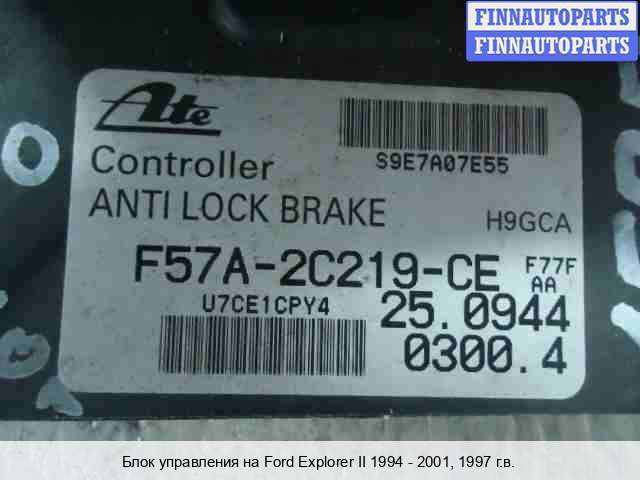 FINNAUTOPARTS
FINNAUTOPARTS
Ate
S9E7A07E55
Controller
ANTI LOCK BRAKE H9GCA
F57A-2C219-CE F77F
AA
U7CE1CPY4
25.0944
0300.4
Блок управления на Ford Explorer II 1994 - 2001, 1997 г.в.